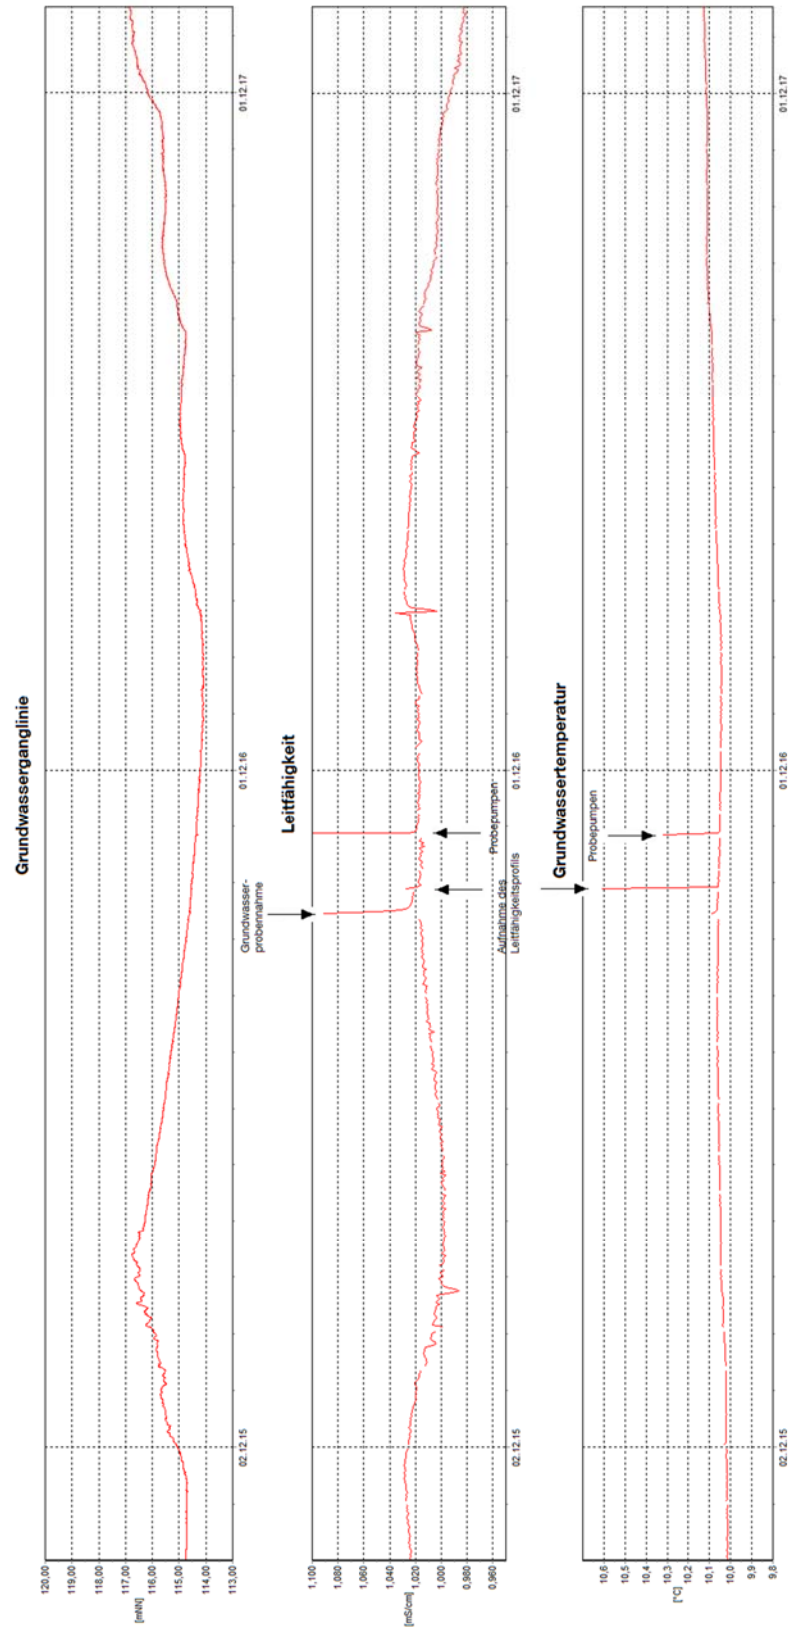 Grundwasserganglinie
120,00
119,00
118,00
117,00
116,00
115,00
114,00
113,00
[mNN]
02.12.15
01.12.16
01.12.17
Leitfähigkeit
Grundwasser-
probennahme
1,100
1,080
1,060
1,040
1,020
1,000
0,980
0,960
[mS/cm]
02.12.15
01.12.16
01.12.17
Probepumpen
Aufnahme des
Leitfähigkeitsprofils
Grundwassertemperatur
Probepumpen
10,6
10,5
10,4
10,3
10,2
10,1
10,0
9,9
9,8
[°C]
02.12.15
01.12.16
01.12.17